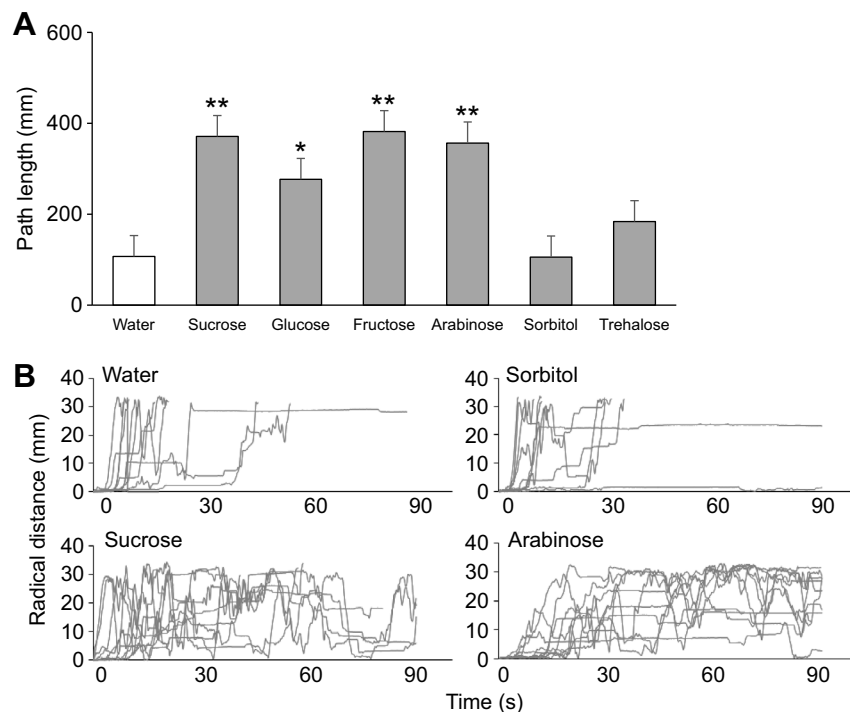 A
600
400
200
0
Path length (mm)
**
*
**
**
Water Sucrose Glucose Fructose Arabinose Sorbitol Trehalose
B
Water
40
30
20
10
0
0 30 60 90
Sorbitol
40
30
20
10
0
0 30 60 90
Radical distance (mm)
Sucrose
40
30
20
10
0
0 30 60 90
Arabinose
40
30
20
10
0
0 30 60 90
Time (s)